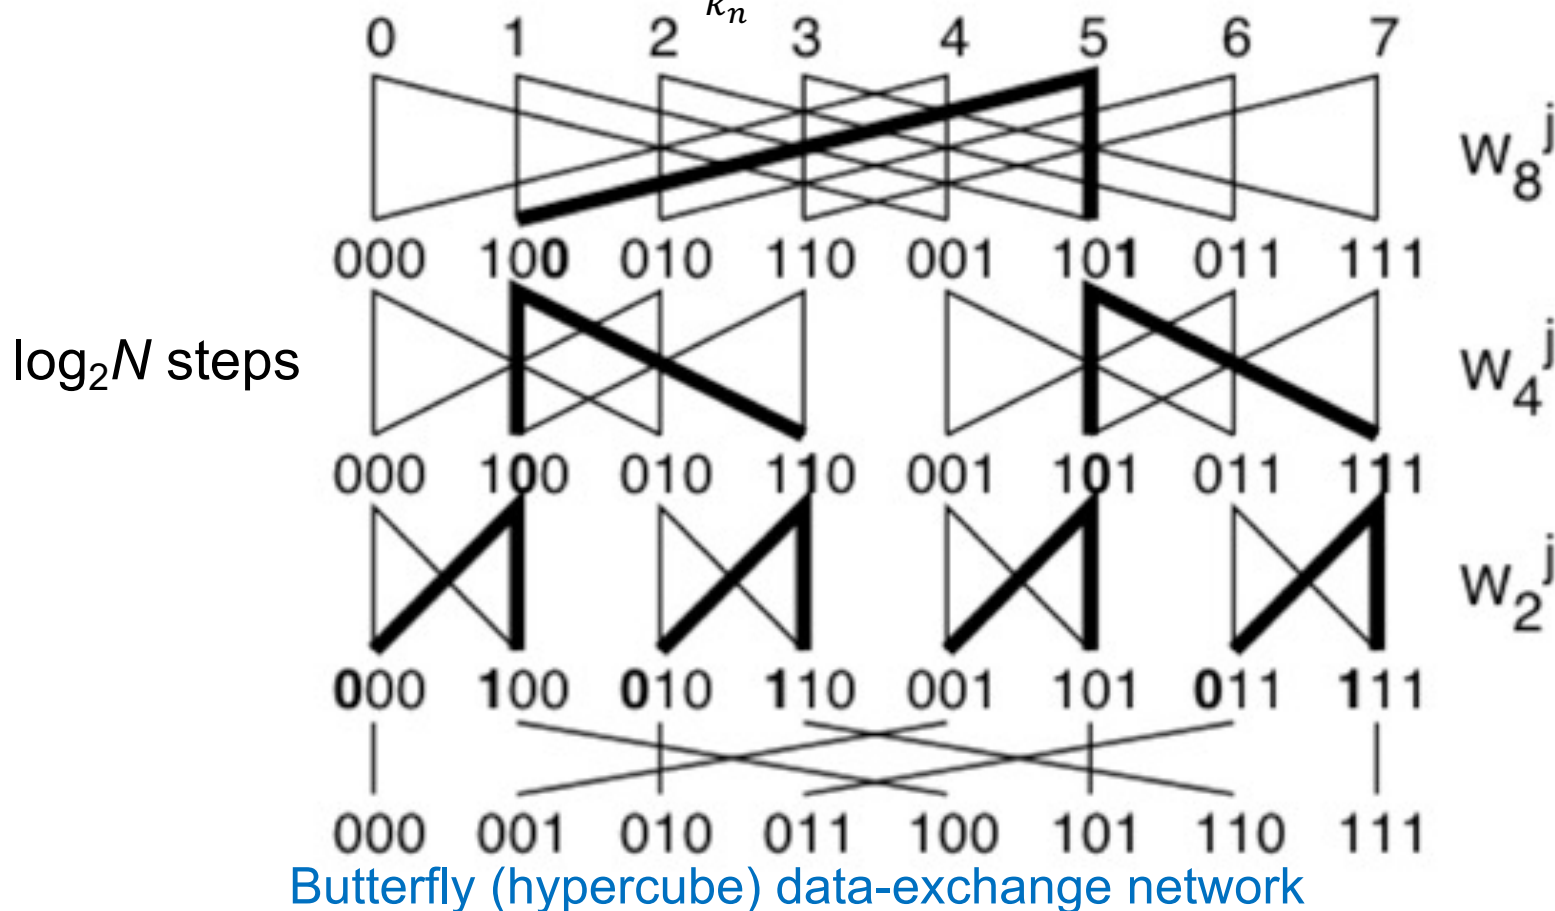 kₙ
0 1 2 3 4 5 6 7
W₈ʲ
000 100 010 110 001 101 011 111
log₂N steps
W₄ʲ
000 100 010 110 001 101 011 111
W₂ʲ
000 100 010 110 001 101 011 111
000 001 010 011 100 101 110 111
Butterfly (hypercube) data-exchange network